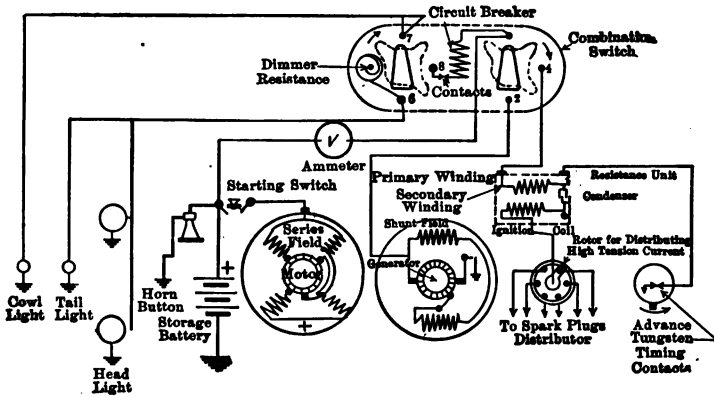 Circuit Breaker
7
Combination
Switch
Dimmer
Resistance
8
4
Contacts
6
2
V
Ammeter
Primary Winding
Secondary
Winding
Resistance Unit
Condenser
Starting Switch
Series
Field
Shunt Field
Ignition Coil
Rotor for Distributing
High Tension Current
Motor
Generator
+
Cowl
Light
Tail
Light
Horn
Button
Storage
Battery
+
To Spark Plugs
Distributor
Advance
Tungsten
Timing
Contacts
Head
Light